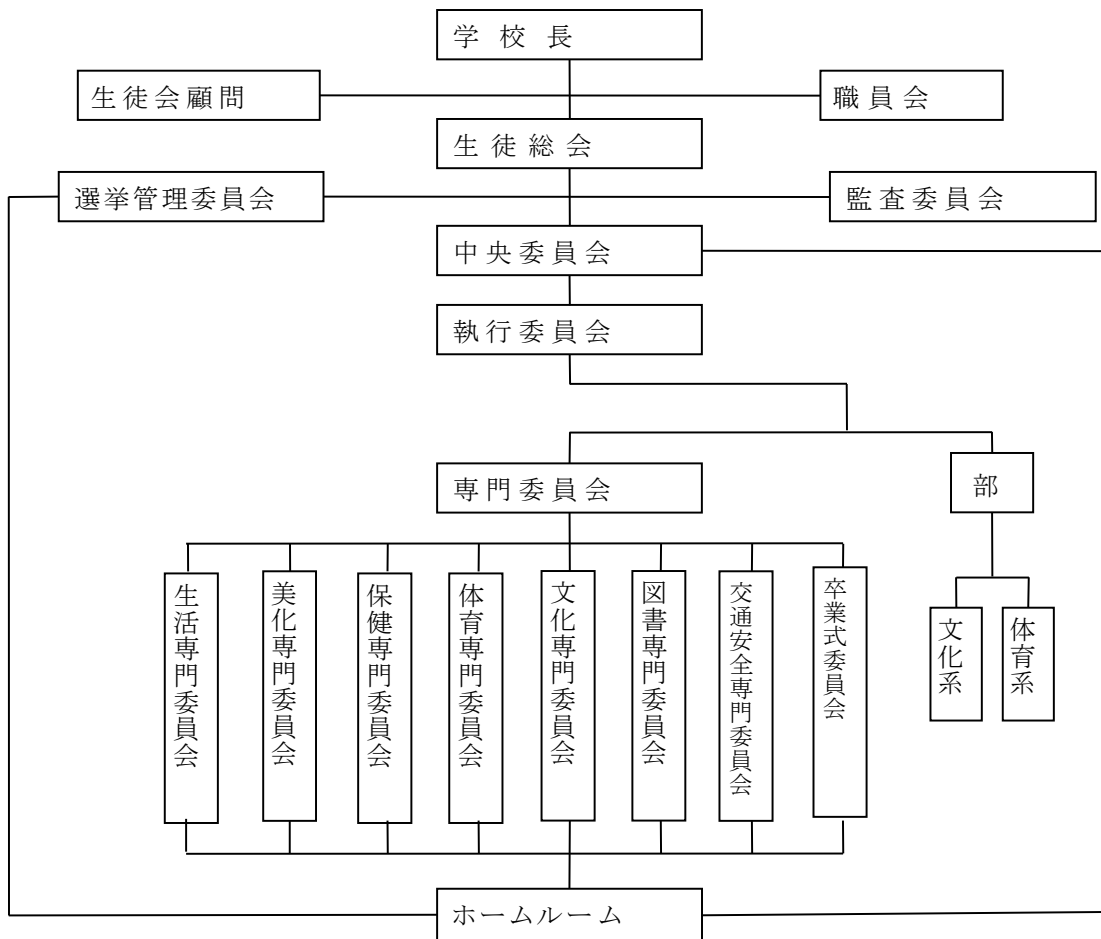 学校長
生徒会顧問
職員会
生徒総会
選挙管理委員会
監査委員会
中央委員会
執行委員会
専門委員会
部
生活専門委員会
美化専門委員会
保健専門委員会
体育専門委員会
文化専門委員会
図書専門委員会
交通安全専門委員会
卒業式委員会
文化系
体育系
ホームルーム